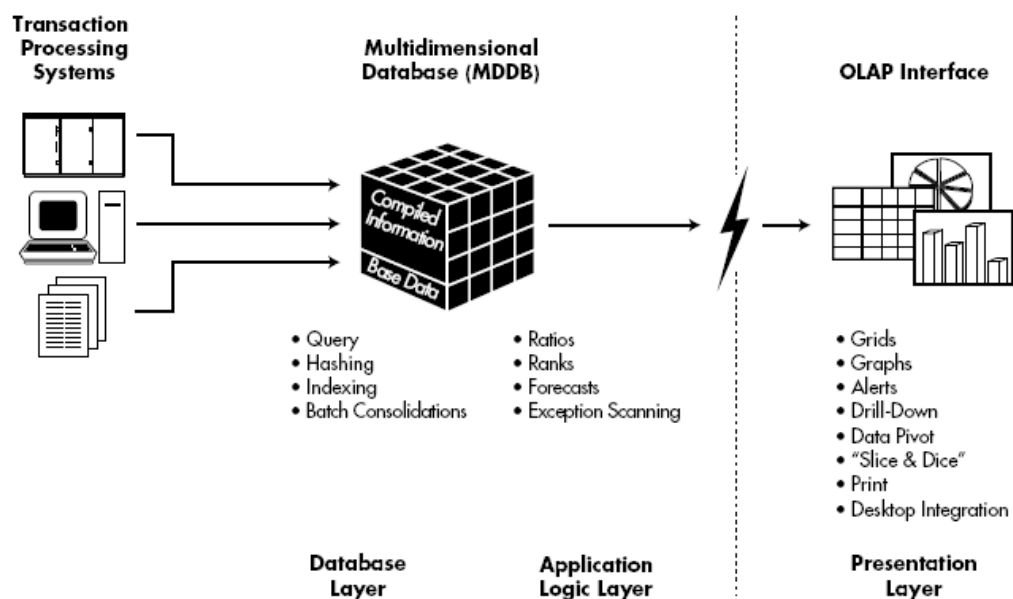 Transaction
Processing
Systems
Multidimensional
Database (MDDB)
OLAP Interface
Compiled
Information
Base Data
• Query
• Hashing
• Indexing
• Batch Consolidations
• Ratios
• Ranks
• Forecasts
• Exception Scanning
• Grids
• Graphs
• Alerts
• Drill-Down
• Data Pivot
• “Slice & Dice”
• Print
• Desktop Integration
Database
Layer
Application
Logic Layer
Presentation
Layer